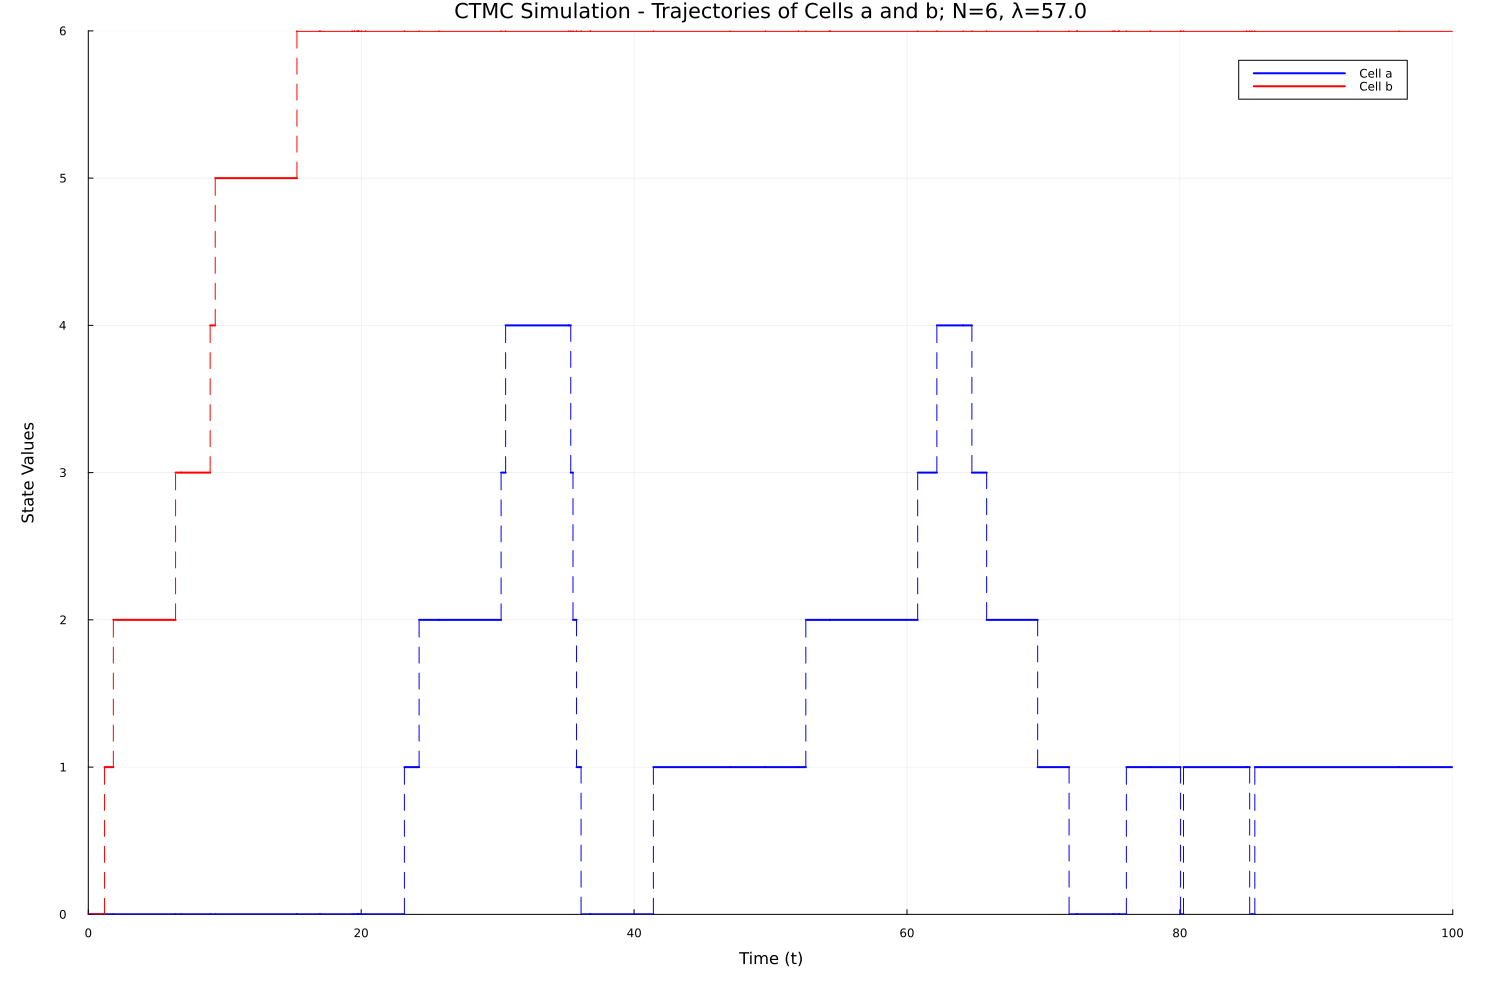 CTMC Simulation - Trajectories of Cells a and b; N=6, λ=57.0
6
5
4
3
2
1
0
State Values
Cell a
Cell b
0 20 40 60 80 100
Time (t)